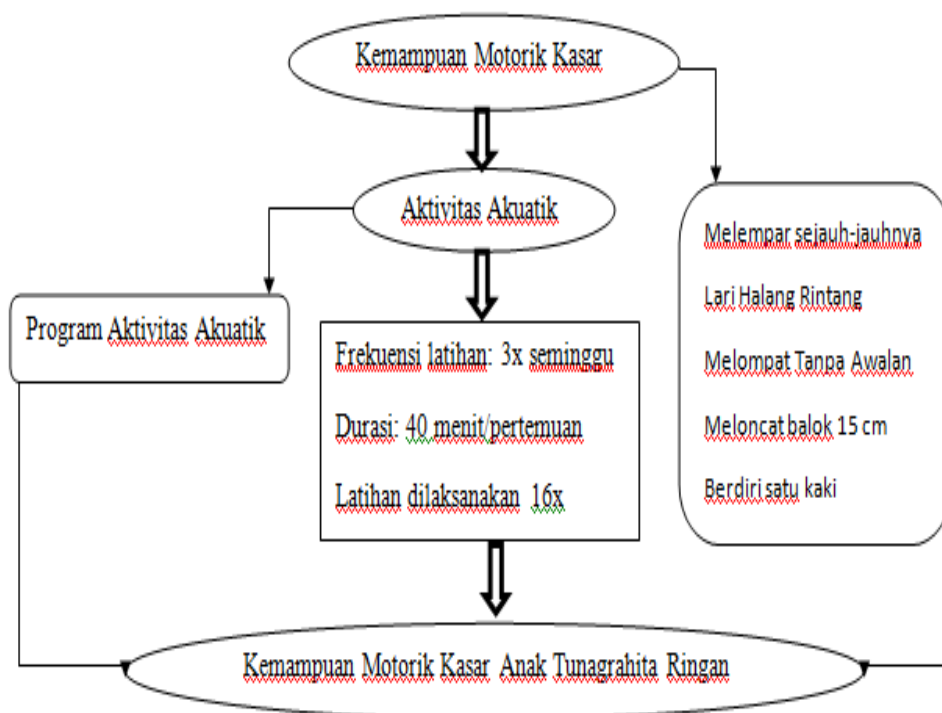 Kemampuan Motorik Kasar
Aktivitas Akuatik
Program Aktivitas Akuatik
Frekuensi latihan: 3x seminggu
Durasi: 40 menit/pertemuan
Latihan dilaksanakan 16x
Melempar sejauh-jauhnya
Lari Halang Rintang
Melompat Tanpa Awalan
Meloncat balok 15 cm
Berdiri satu kaki
Kemampuan Motorik Kasar Anak Tunagrahita Ringan